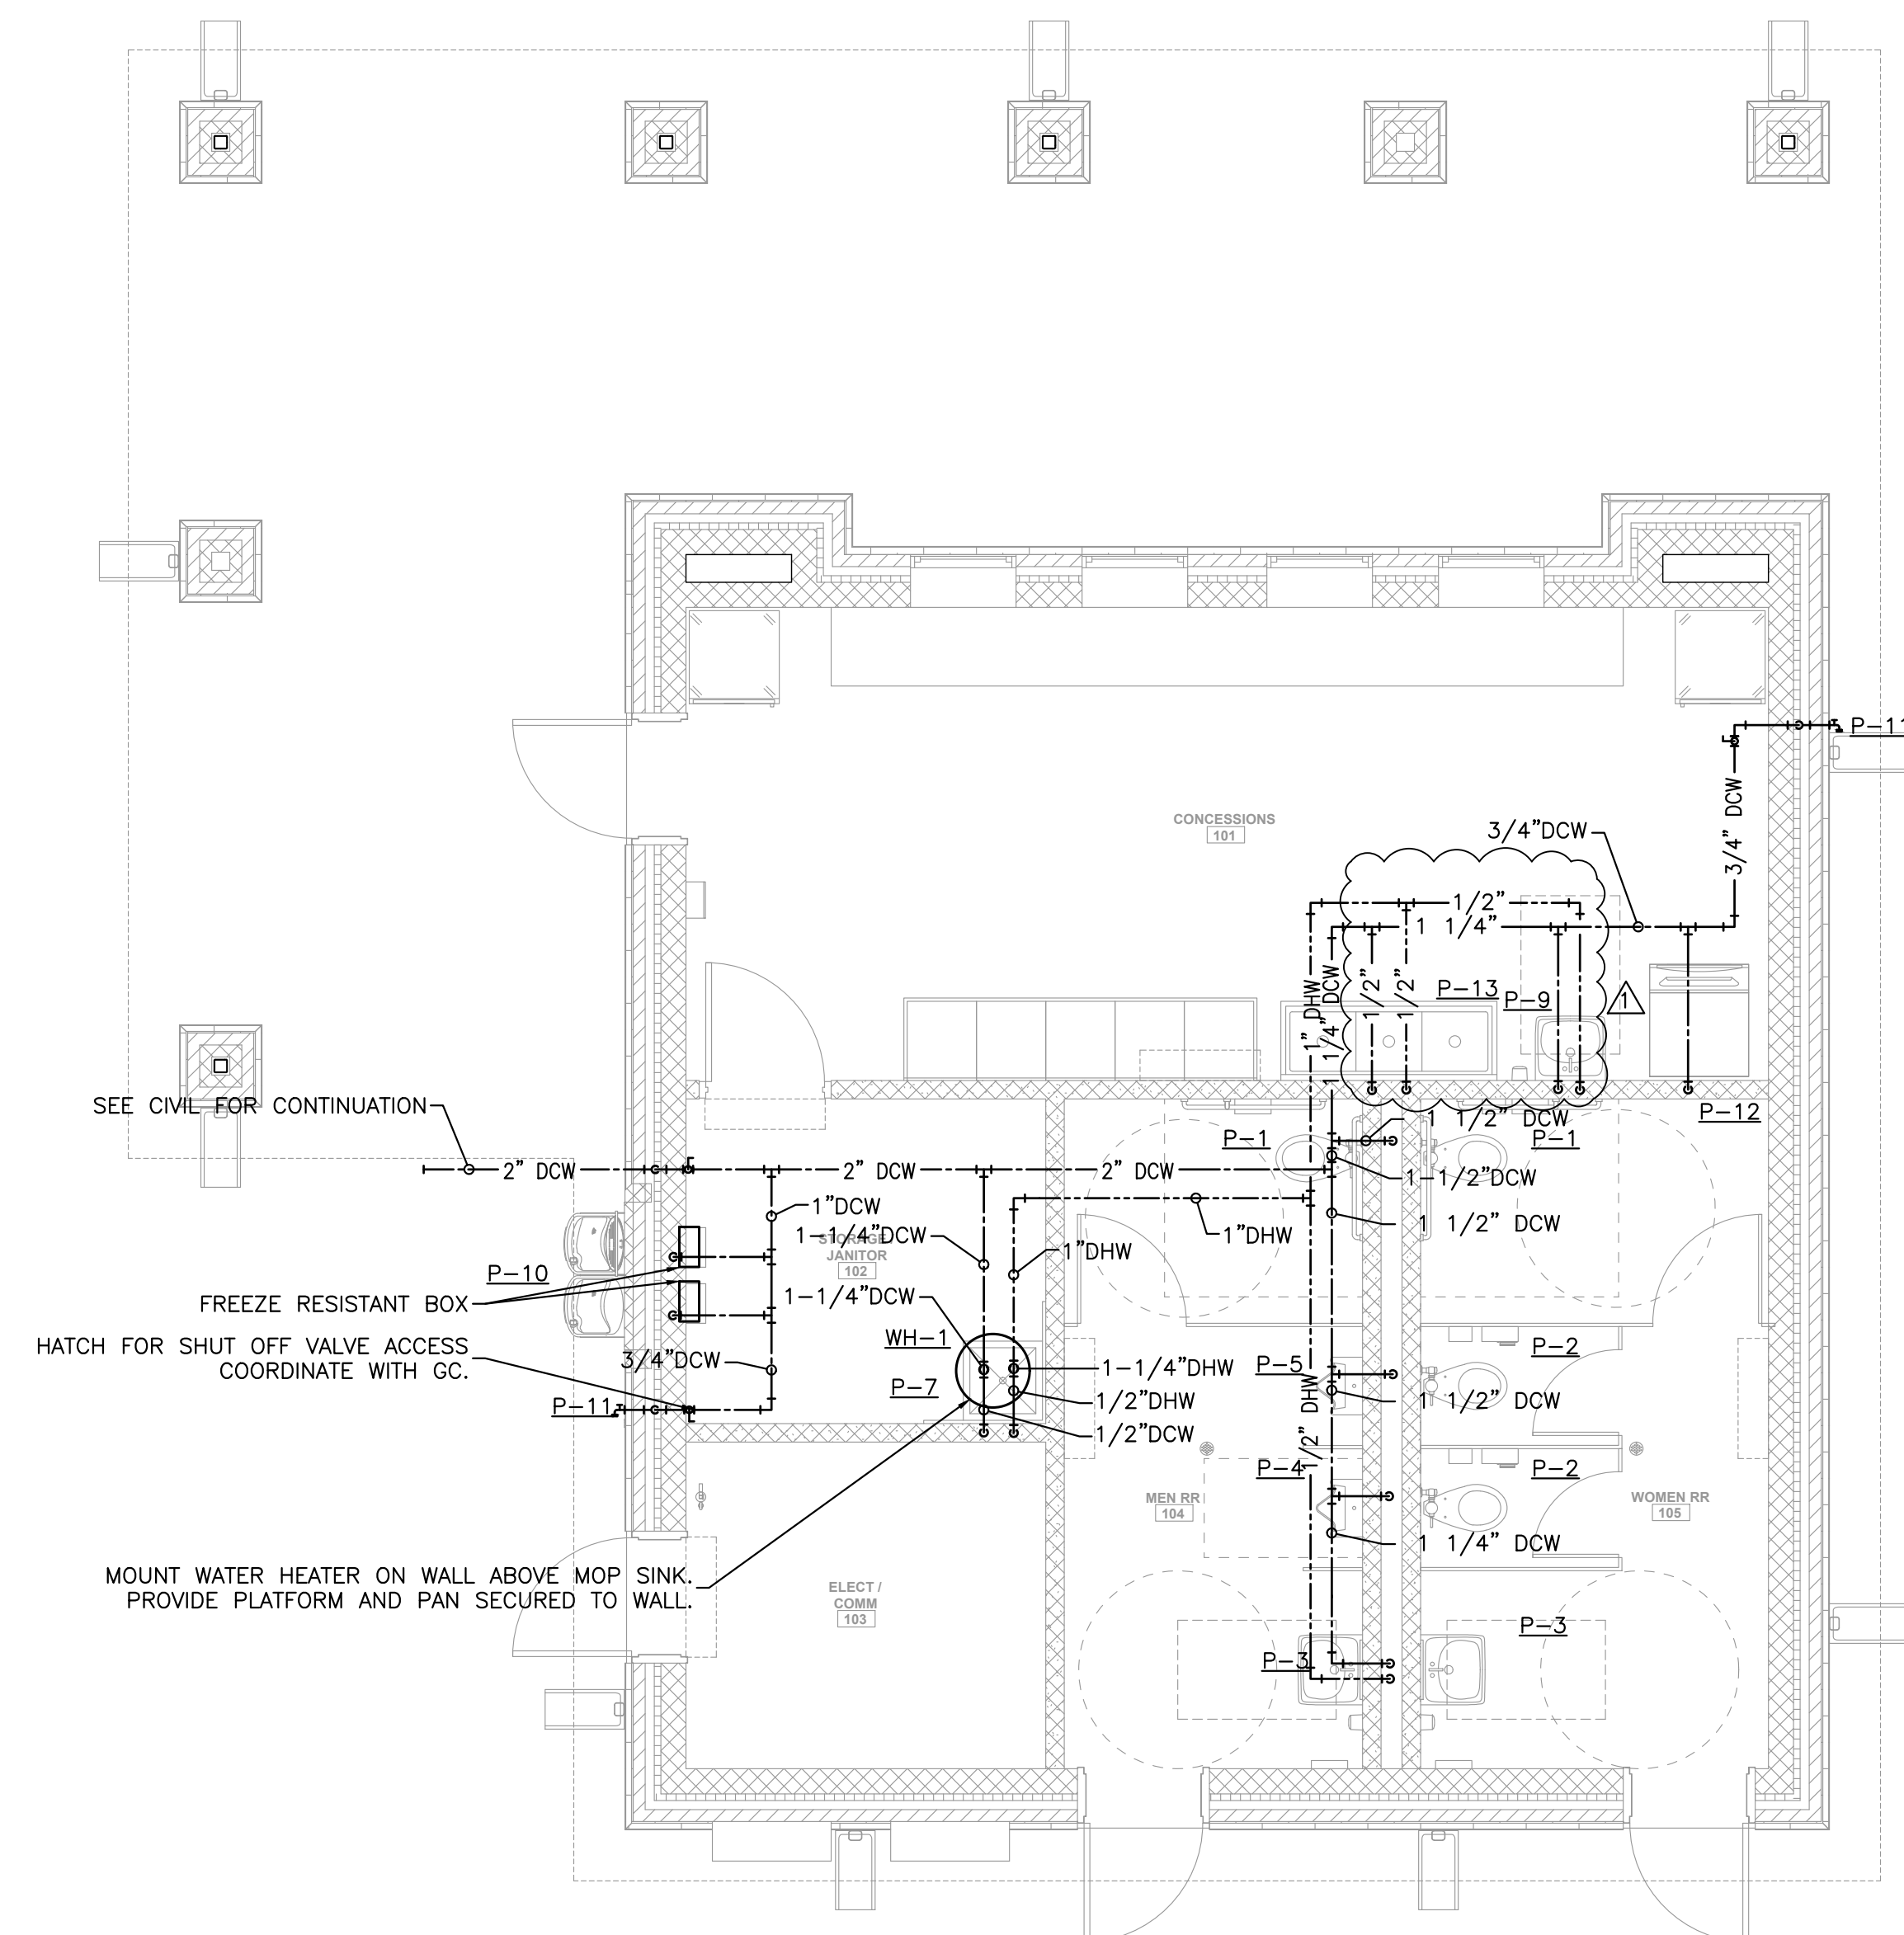 P-11
CONCESSIONS
101
3/4"DCW
3/4" DCW
1/2"
1 1/4"
1" DHW
1 1/4" DCW
1/2"
1/2"
P-13
P-9
1
P-12
SEE CIVIL FOR CONTINUATION
2" DCW
2" DCW
2" DCW
P-1
1 1/2" DCW
P-1
1-1/2"DCW
1"DCW
1-1/4"DCW
STORAGE
JANITOR
102
1"DHW
1"DHW
1 1/2" DCW
P-10
FREEZE RESISTANT BOX
1-1/4"DCW
HATCH FOR SHUT OFF VALVE ACCESS
COORDINATE WITH GC.
WH-1
3/4"DCW
P-7
1-1/4"DHW
1/2"DHW
1/2"DCW
P-5
P-2
1 1/2" DCW
P-11
1/2" DHW
P-4
P-2
MEN RR
104
WOMEN RR
105
1 1/4" DCW
MOUNT WATER HEATER ON WALL ABOVE MOP SINK.
PROVIDE PLATFORM AND PAN SECURED TO WALL.
ELECT /
COMM
103
P-3
P-3